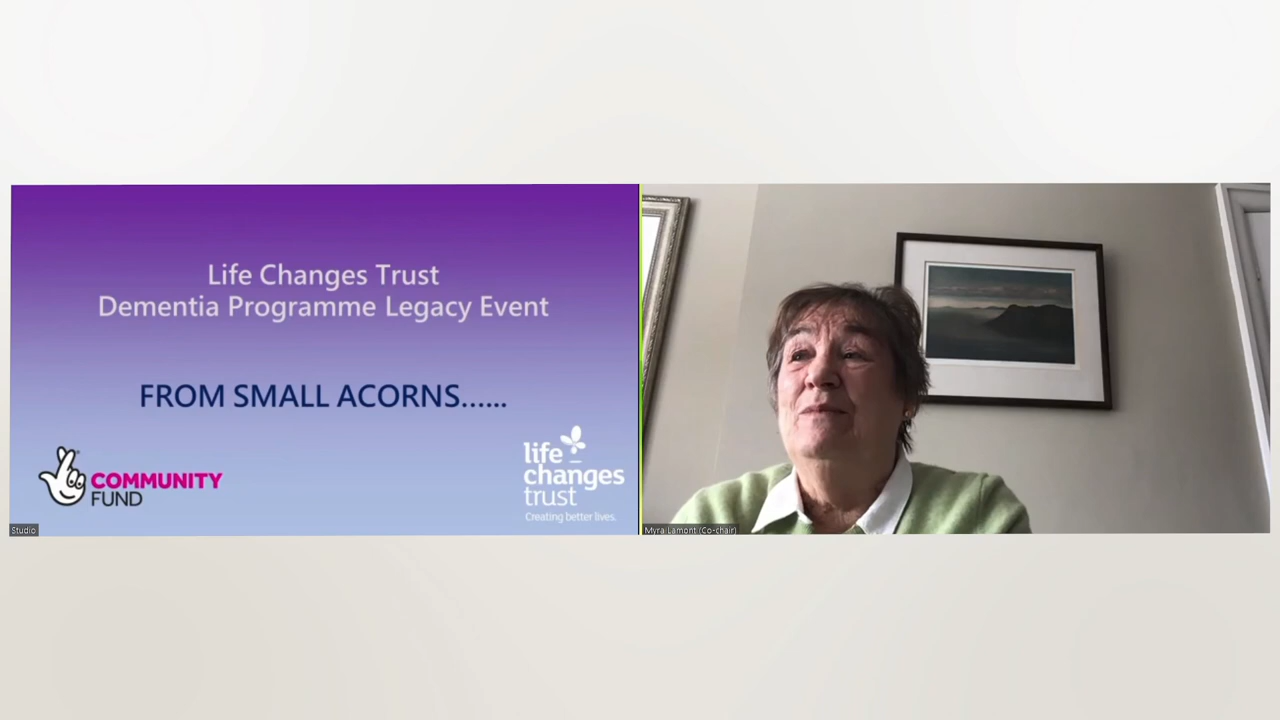 Life Changes Trust
Dementia Programme Legacy Event
FROM SMALL ACORNS......
COMMUNITY
FUND
life
changes
trust
Creating better lives.
Studio
Myra Lamont (Co-chair)